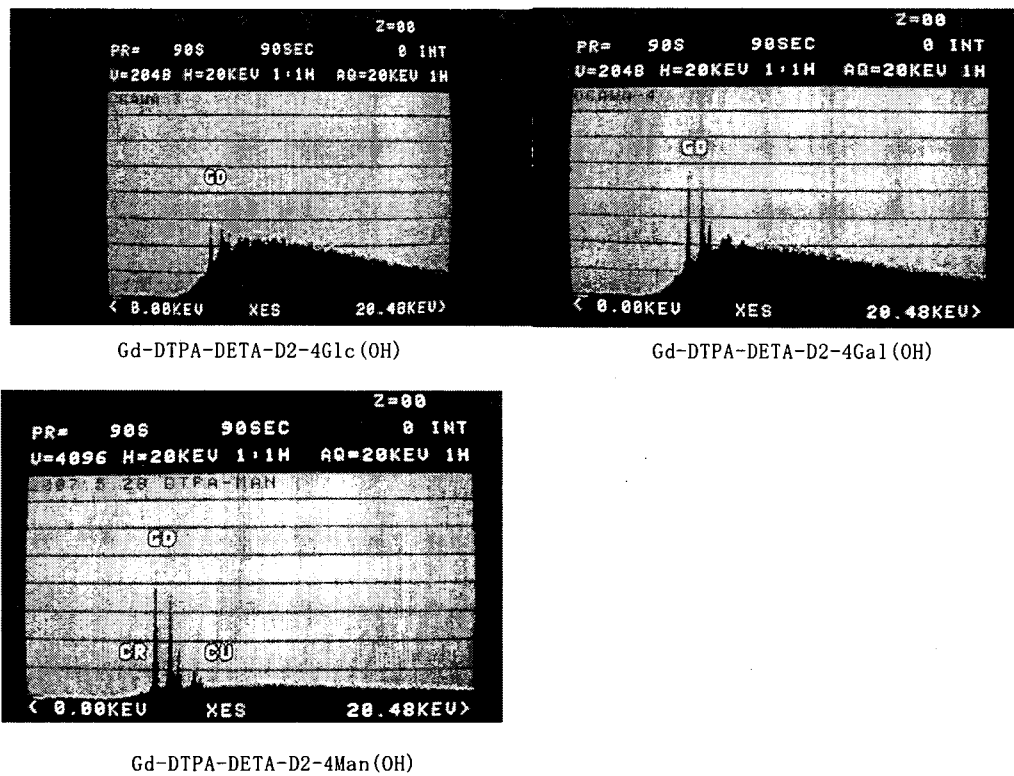 Z=00
PR= 90S 90SEC 0 INT
V=2048 H=20KEV 1:1H AQ=20KEV 1H
GD
< 0.00KEV XES 20.48KEV>
Gd-DTPA-DETA-D2-4Glc(OH)
Z=00
PR= 90S 90SEC 0 INT
V=2048 H=20KEV 1:1H AQ=20KEV 1H
GD
< 0.00KEV XES 20.48KEV>
Gd-DTPA-DETA-D2-4Gal(OH)
Z=00
PR= 90S 90SEC 0 INT
V=4096 H=20KEV 1:1H AQ=20KEV 1H
2007 5 28 DTPA-MAN
GD
CR CU
< 0.00KEV XES 20.48KEV>
Gd-DTPA-DETA-D2-4Man(OH)